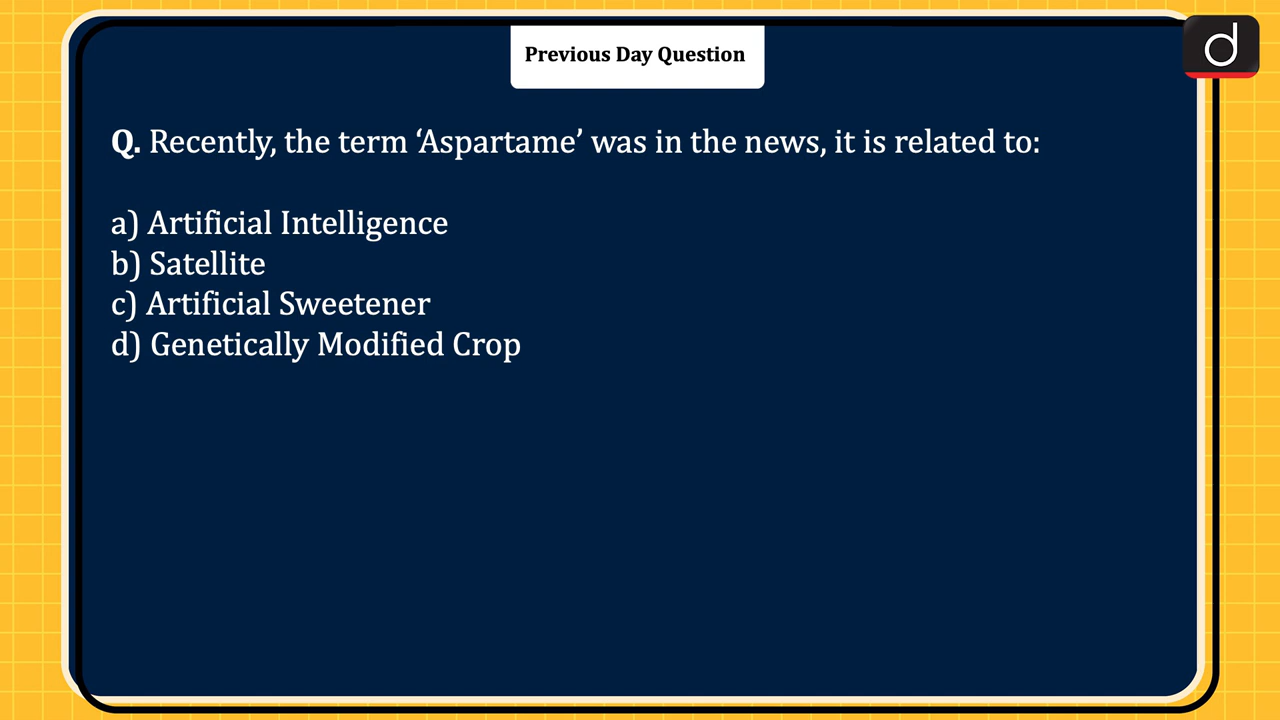 Previous Day Question
d
Q. Recently, the term ‘Aspartame’ was in the news, it is related to:
a) Artificial Intelligence
b) Satellite
c) Artificial Sweetener
d) Genetically Modified Crop